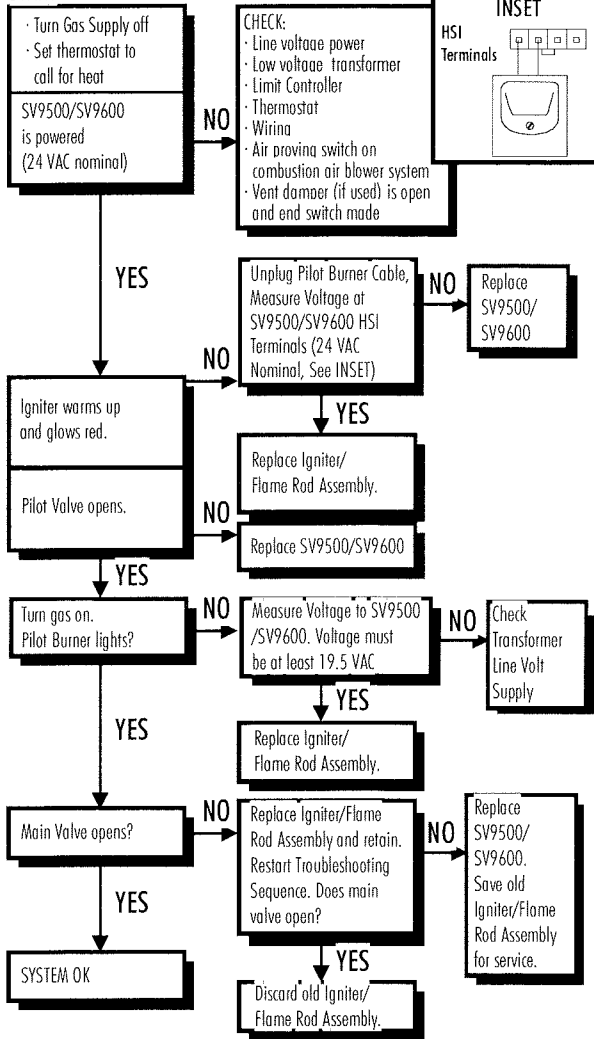 · Turn Gas Supply off
· Set thermostat to
call for heat
SV9500/SV9600
is powered
(24 VAC nominal)
NO
CHECK:
· Line voltage power
· Low voltage transformer
· Limit Controller
· Thermostat
· Wiring
· Air proving switch on
combustion air blower system
· Vent damper (if used) is open
and end switch made
INSET
HSI
Terminals
YES
Unplug Pilot Burner Cable,
Measure Voltage at
SV9500/SV9600 HSI
Terminals (24 VAC
Nominal, See INSET)
NO
Replace
SV9500/
SV9600
NO
YES
Igniter warms up
and glows red.
Replace Igniter/
Flame Rod Assembly.
Pilot Valve opens.
NO
Replace SV9500/SV9600
YES
Turn gas on.
Pilot Burner lights?
NO
Measure Voltage to SV9500
/SV9600. Voltage must
be at least 19.5 VAC
NO
Check
Transformer
Line Volt
Supply
YES
YES
Replace Igniter/
Flame Rod Assembly.
Main Valve opens?
NO
Replace Igniter/Flame
Rod Assembly and retain.
Restart Troubleshooting
Sequence. Does main
valve open?
NO
Replace
SV9500/
SV9600.
Save old
Igniter/Flame
Rod Assembly
for service.
YES
YES
SYSTEM OK
Discard old Igniter/
Flame Rod Assembly.